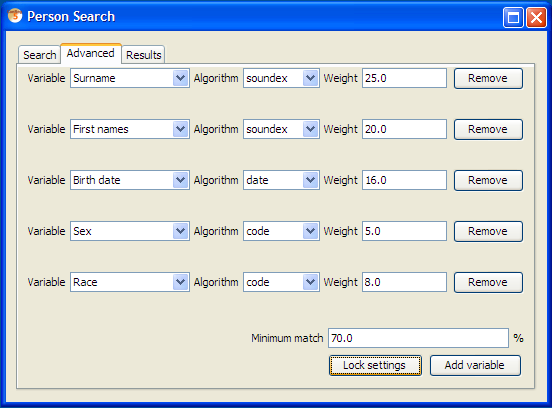 Person Search
Search Advanced Results
Variable Surname Algorithm soundex Weight 25.0 Remove
Variable First names Algorithm soundex Weight 20.0 Remove
Variable Birth date Algorithm date Weight 16.0 Remove
Variable Sex Algorithm code Weight 5.0 Remove
Variable Race Algorithm code Weight 8.0 Remove
Minimum match 70.0 %
Lock settings Add variable